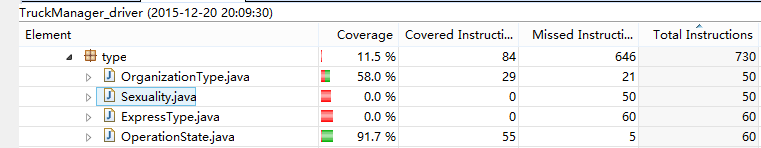 TruckManager_driver (2015-12-20 20:09:30)
Element Coverage Covered Instructi... Missed Instructi... Total Instructions
type 11.5 % 84 646 730
OrganizationType.java 58.0 % 29 21 50
Sexuality.java 0.0 % 0 50 50
ExpressType.java 0.0 % 0 60 60
OperationState.java 91.7 % 55 5 60